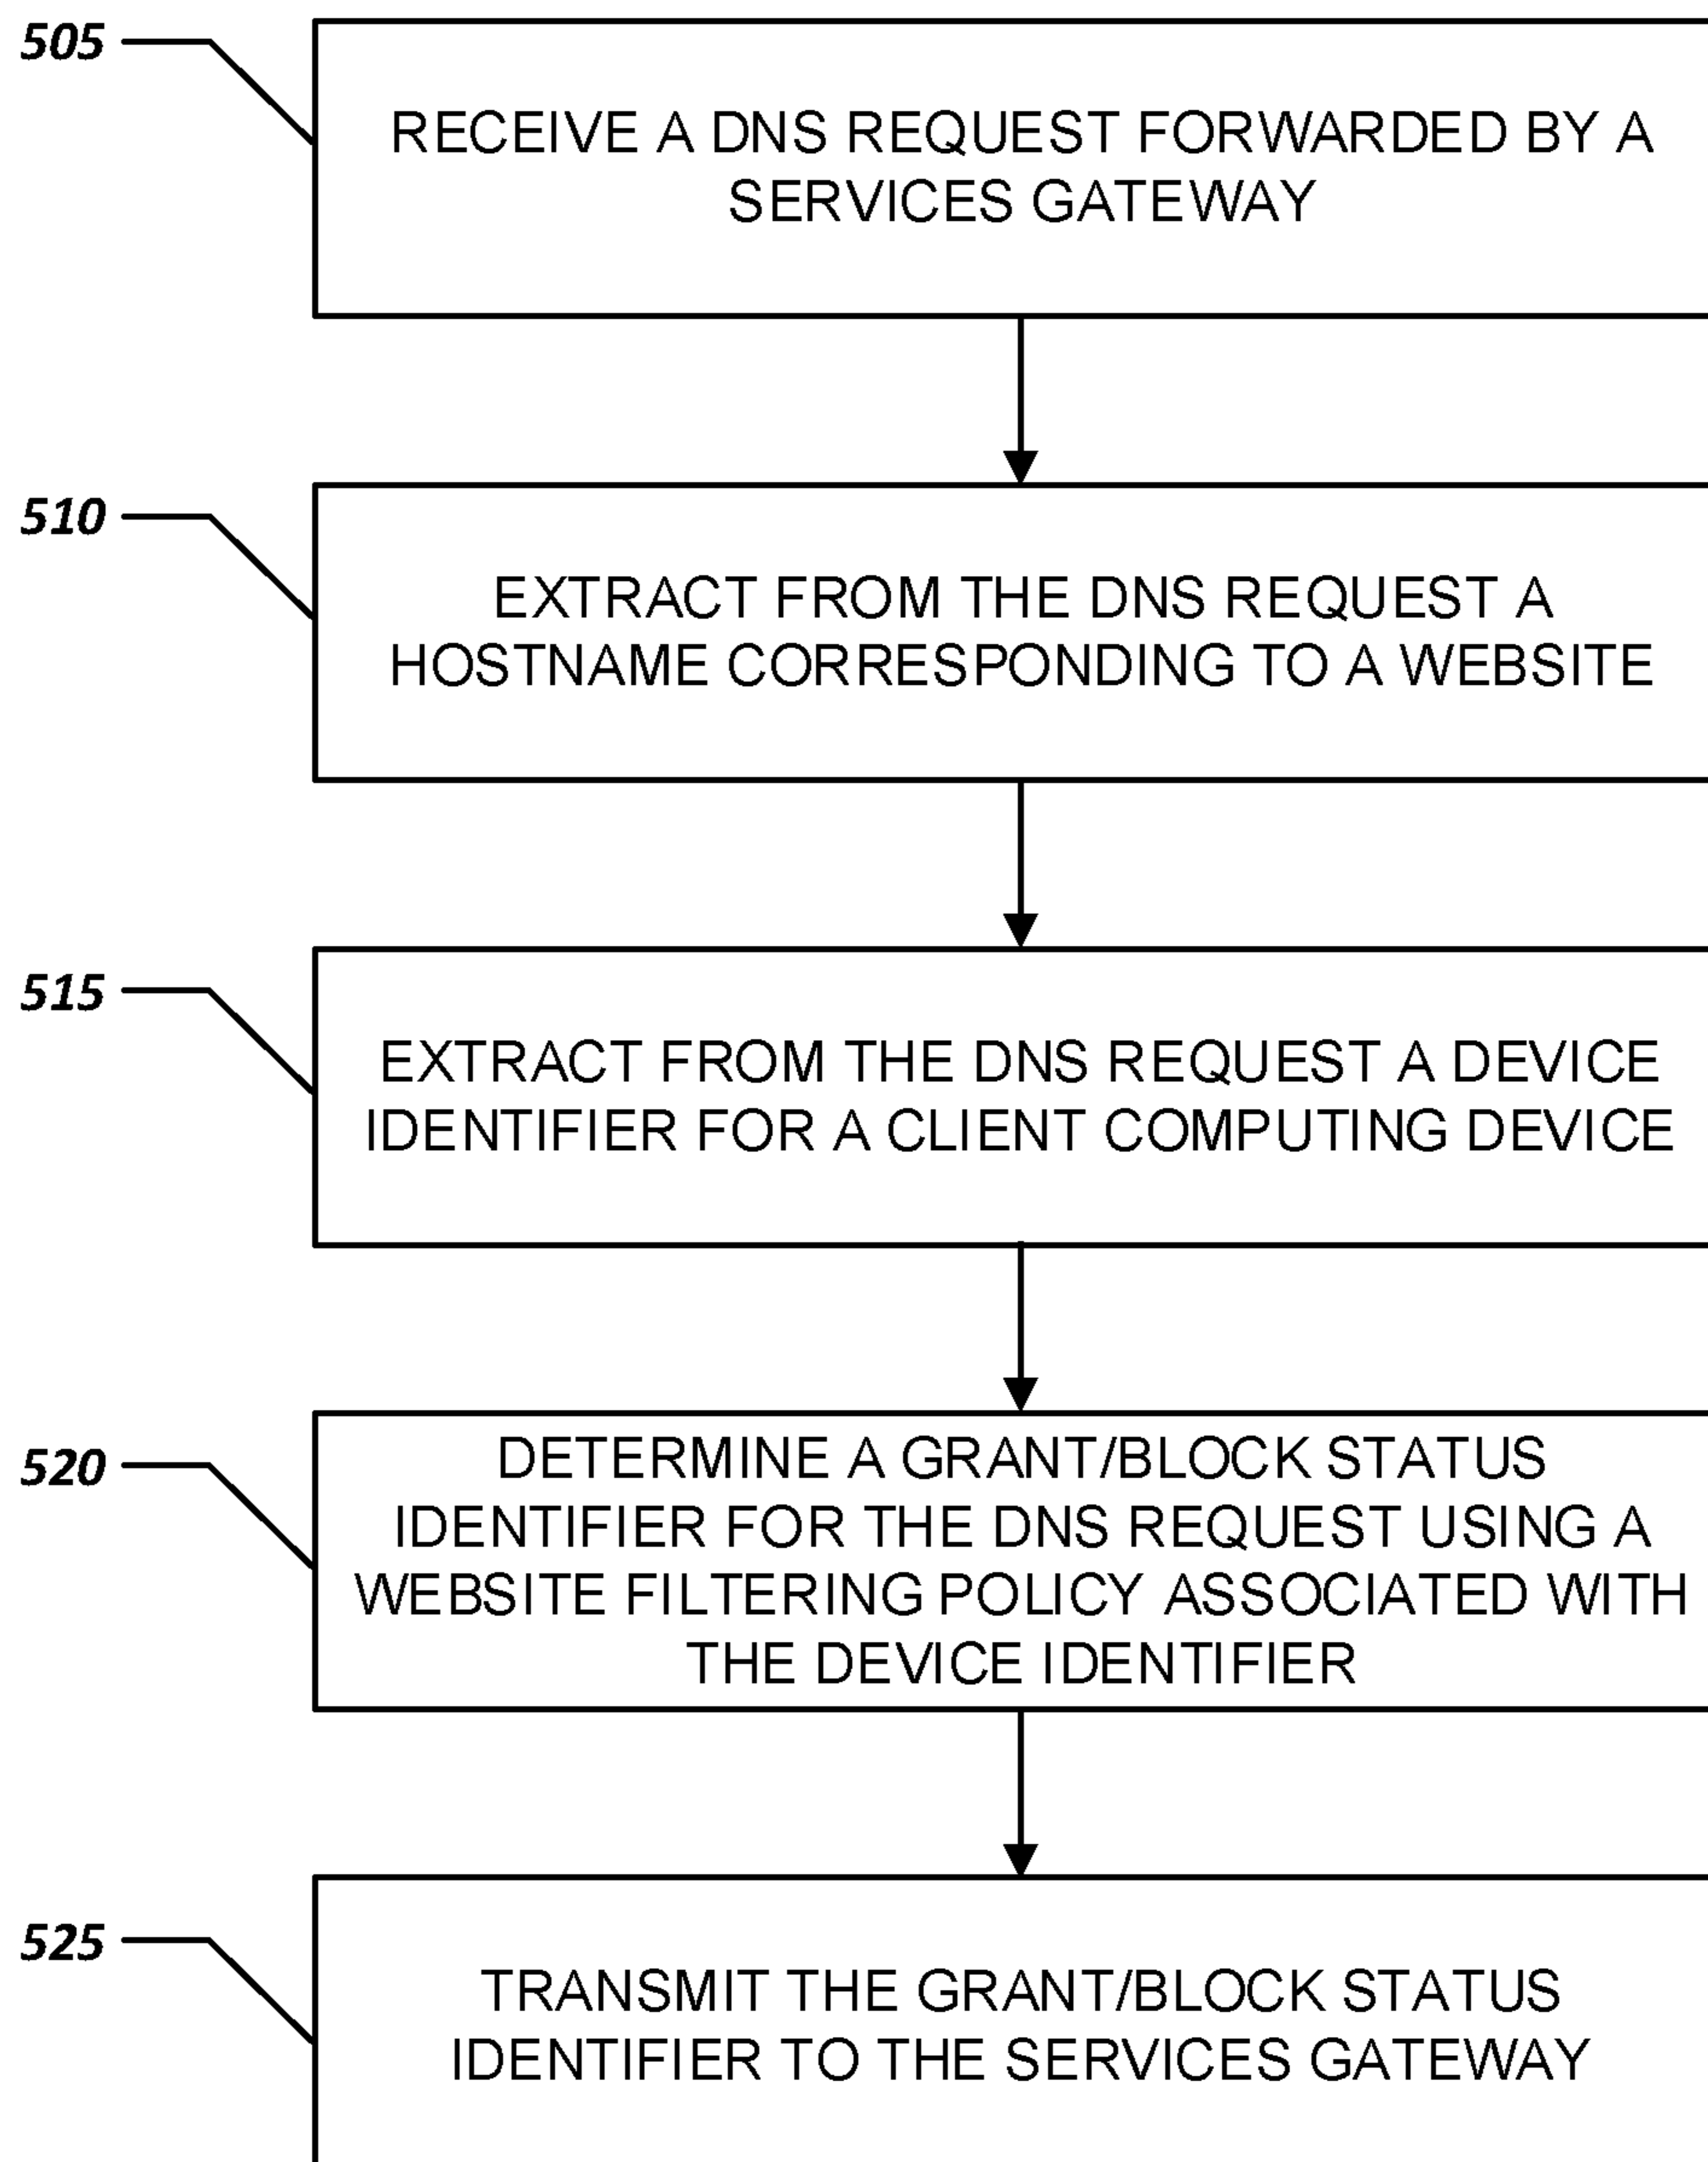 505
RECEIVE A DNS REQUEST FORWARDED BY A
SERVICES GATEWAY
510
EXTRACT FROM THE DNS REQUEST A
HOSTNAME CORRESPONDING TO A WEBSITE
515
EXTRACT FROM THE DNS REQUEST A DEVICE
IDENTIFIER FOR A CLIENT COMPUTING DEVICE
520
DETERMINE A GRANT/BLOCK STATUS
IDENTIFIER FOR THE DNS REQUEST USING A
WEBSITE FILTERING POLICY ASSOCIATED WITH
THE DEVICE IDENTIFIER
525
TRANSMIT THE GRANT/BLOCK STATUS
IDENTIFIER TO THE SERVICES GATEWAY